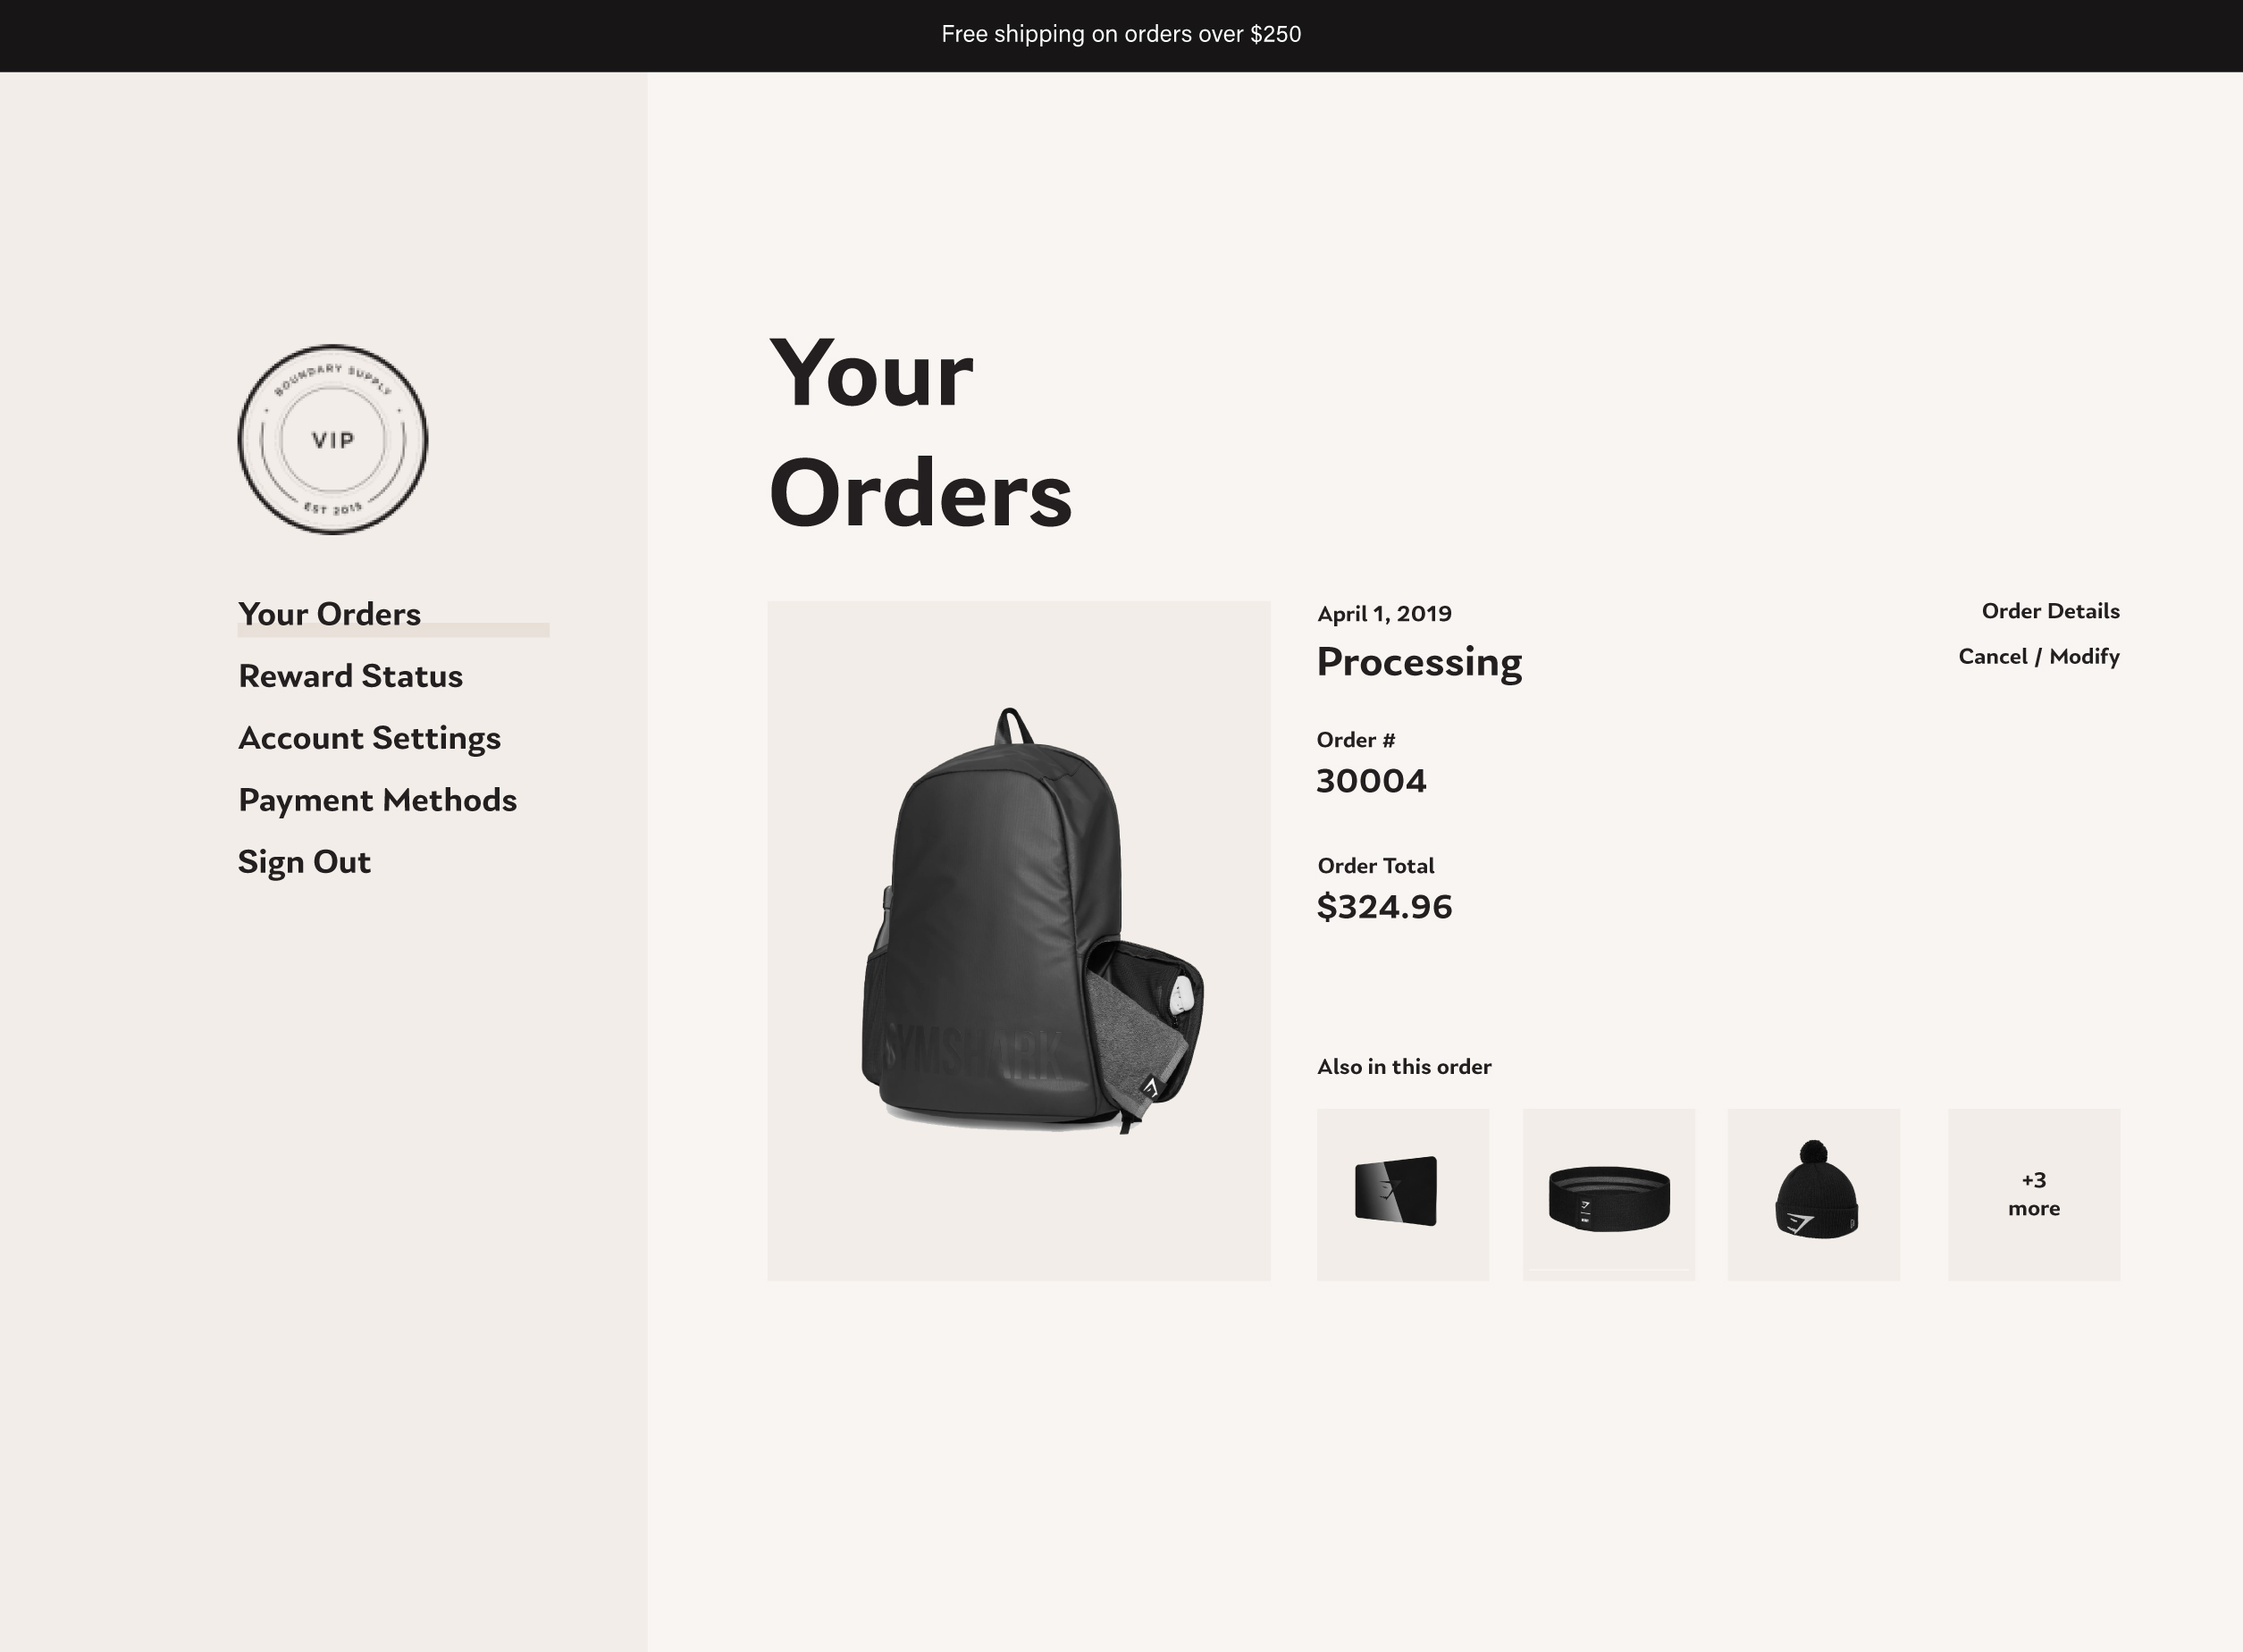 Free shipping on orders over $250
BOUNDARY SUPPLY
VIP
EST 2015
Your Orders
Reward Status
Account Settings
Payment Methods
Sign Out
Your
Orders
April 1, 2019
Processing
Order #
30004
Order Total
$324.96
Order Details
Cancel / Modify
GYMSHARK
Also in this order
+3
more